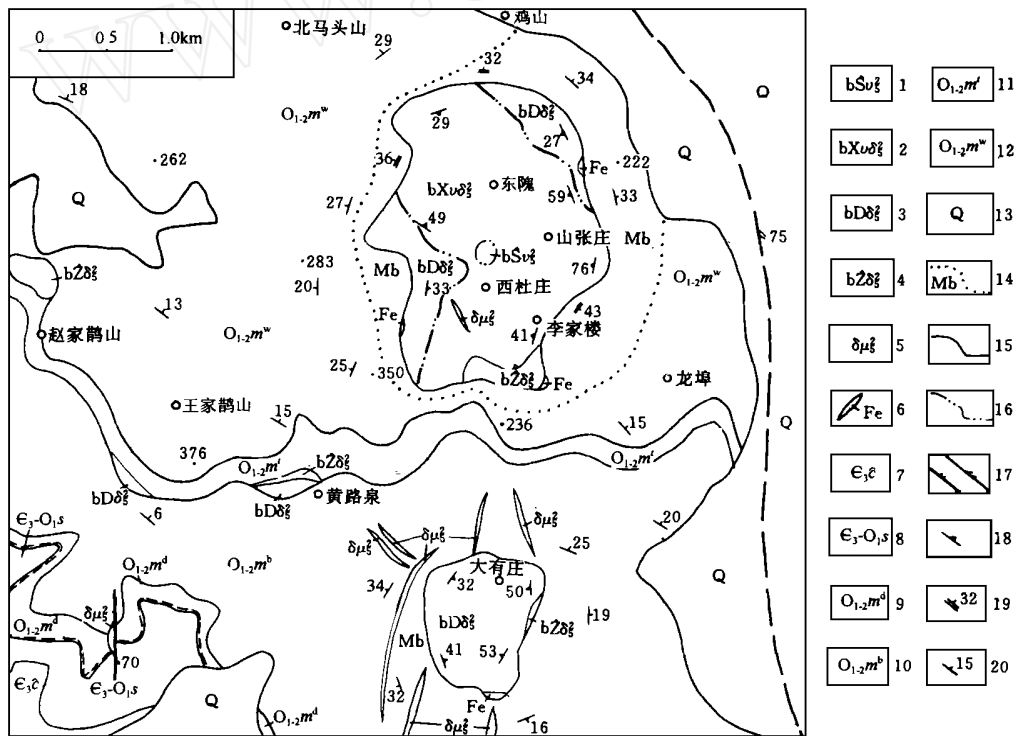 0 0.5 1.0km
北马头山
鸡山
29
32
34
18
O₁₋₂mʷ
bDδ₅²
29
27
Q
·262
36
Fe
·222
Q
bXυδ₅²
东隗
59
33
Q
27
49
山张庄
Mb
75
bŜυ₅²
·283
Mb
bDδ₅²
76
O₁₋₂mʷ
bẐδ₅²
20
33
西杜庄
13
δμ₅²
43
赵家鹊山
O₁₋₂mʷ
Fe
41
李家楼
25
·350
bẐδ₅²
Fe
龙埠
王家鹊山
15
·236
15
Q
376
O₁₋₂mᵗ
bẐδ₅²
O₁₋₂mᵗ
bDδ₅²
bDδ₅²
黄路泉
6
Є₃-O₁s
δμ₅²
δμ₅²
δμ₅²
20
25
O₁₋₂mᵈ
O₁₋₂mᵇ
大有庄
34
32
50
Q
δμ₅²
bDδ₅²
bẐδ₅²
19
O₁₋₂mᵈ
Mb
41
53
70
Є₃ĉ
Є₃-O₁s
32
Q
Fe
O₁₋₂mᵈ
δμ₅²
16
bŜυ₅² 1
bXυδ₅² 2
bDδ₅² 3
bẐδ₅² 4
δμ₅² 5
Fe 6
Є₃ĉ 7
Є₃-O₁s 8
O₁₋₂mᵈ 9
O₁₋₂mᵇ 10
O₁₋₂mᵗ 11
O₁₋₂mʷ 12
Q 13
Mb 14
15
16
17
18
32 19
15 20